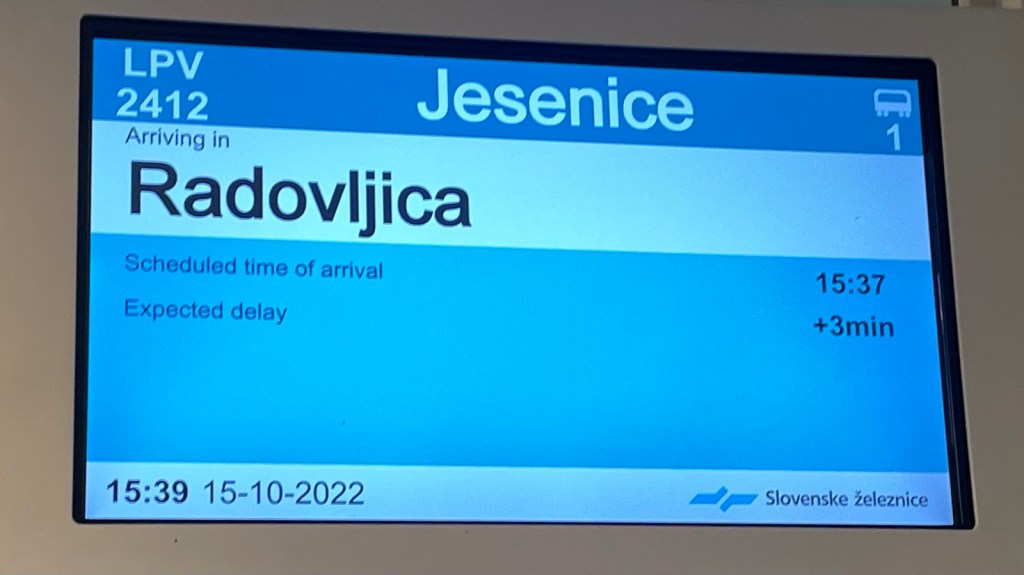 LPV
2412
Jesenice
1
Arriving in
Radovljica
Scheduled time of arrival 15:37
Expected delay +3min
15:39 15-10-2022 Slovenske železnice